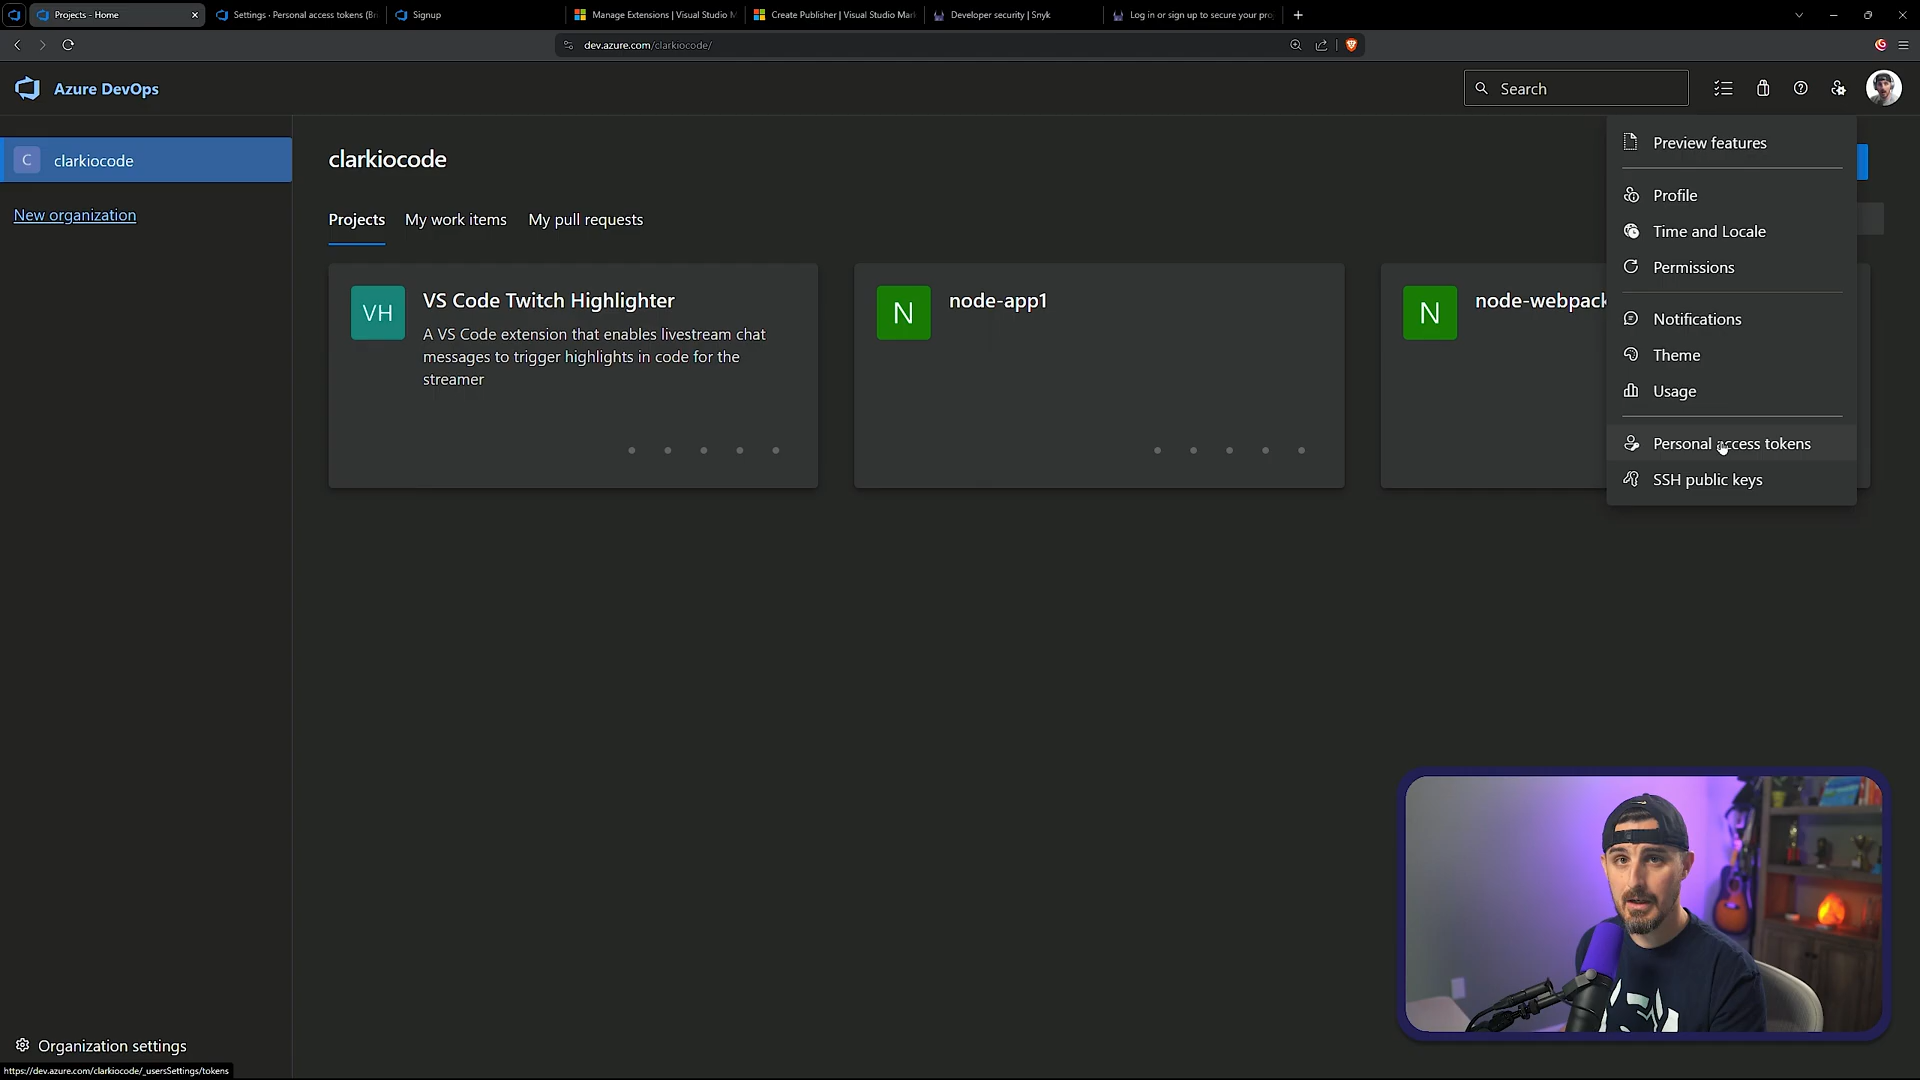 Projects - Home
Settings · Personal access tokens (Br
Signup
Manage Extensions | Visual Studio M
Create Publisher | Visual Studio Mar
Developer security | Snyk
Log in or sign up to secure your pro
dev.azure.com/clarkiocode/
Azure DevOps
Search
C
clarkiocode
New organization
clarkiocode
Projects
My work items
My pull requests
VH
VS Code Twitch Highlighter
A VS Code extension that enables livestream chat
messages to trigger highlights in code for the
streamer
N
node-app1
N
node-webpack
Preview features
Profile
Time and Locale
Permissions
Notifications
Theme
Usage
Personal access tokens
SSH public keys
Organization settings
https://dev.azure.com/clarkiocode/_usersSettings/tokens